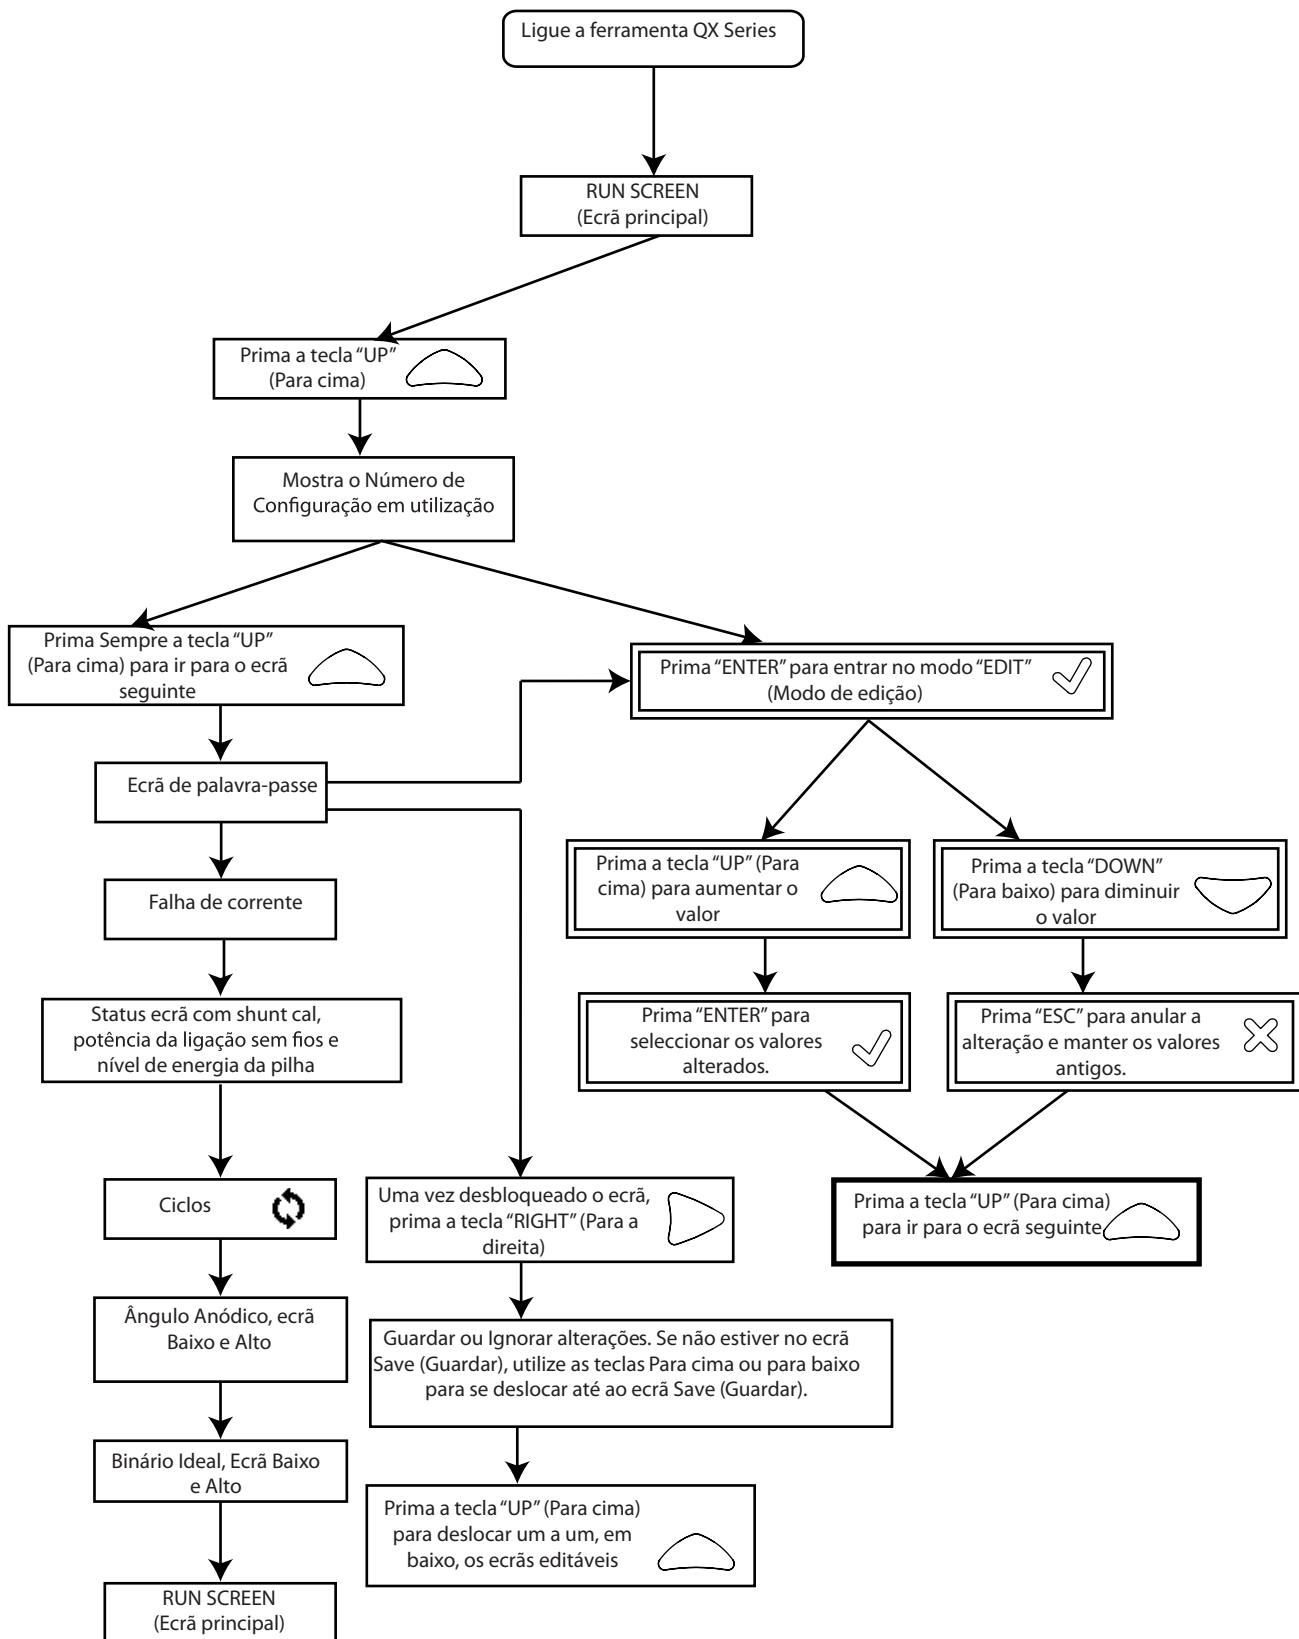 Ligue a ferramenta QX Series
RUN SCREEN
(Ecrã principal)
Prima a tecla “UP”
(Para cima)
Mostra o Número de
Configuração em utilização
Prima Sempre a tecla “UP”
(Para cima) para ir para o ecrã
seguinte
Prima “ENTER” para entrar no modo “EDIT”
(Modo de edição)
Ecrã de palavra-passe
Prima a tecla “UP” (Para
cima) para aumentar o
valor
Prima a tecla “DOWN”
(Para baixo) para diminuir
o valor
Falha de corrente
Status ecrã com shunt cal,
potência da ligação sem fios e
nível de energia da pilha
Prima “ENTER” para
seleccionar os valores
alterados.
Prima “ESC” para anular a
alteração e manter os valores
antigos.
Ciclos
Uma vez desbloqueado o ecrã,
prima a tecla “RIGHT” (Para a
direita)
Prima a tecla “UP” (Para cima)
para ir para o ecrã seguinte
Ângulo Anódico, ecrã
Baixo e Alto
Guardar ou Ignorar alterações. Se não estiver no ecrã
Save (Guardar), utilize as teclas Para cima ou para baixo
para se deslocar até ao ecrã Save (Guardar).
Binário Ideal, Ecrã Baixo
e Alto
Prima a tecla “UP” (Para cima)
para deslocar um a um, em
baixo, os ecrãs editáveis
RUN SCREEN
(Ecrã principal)